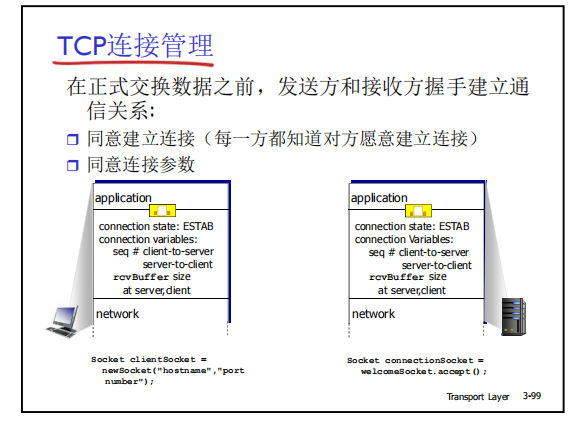 TCP连接管理
在正式交换数据之前，发送方和接收方握手建立通
信关系:
同意建立连接（每一方都知道对方愿意建立连接）
同意连接参数
application
connection state: ESTAB
connection variables:
seq # client-to-server
server-to-client
rcvBuffer size
at server,client
network
Socket clientSocket =
newSocket("hostname","port
number");
application
connection state: ESTAB
connection Variables:
seq # client-to-server
server-to-client
rcvBuffer size
at server,client
network
Socket connectionSocket =
welcomeSocket.accept();
Transport Layer 3-99